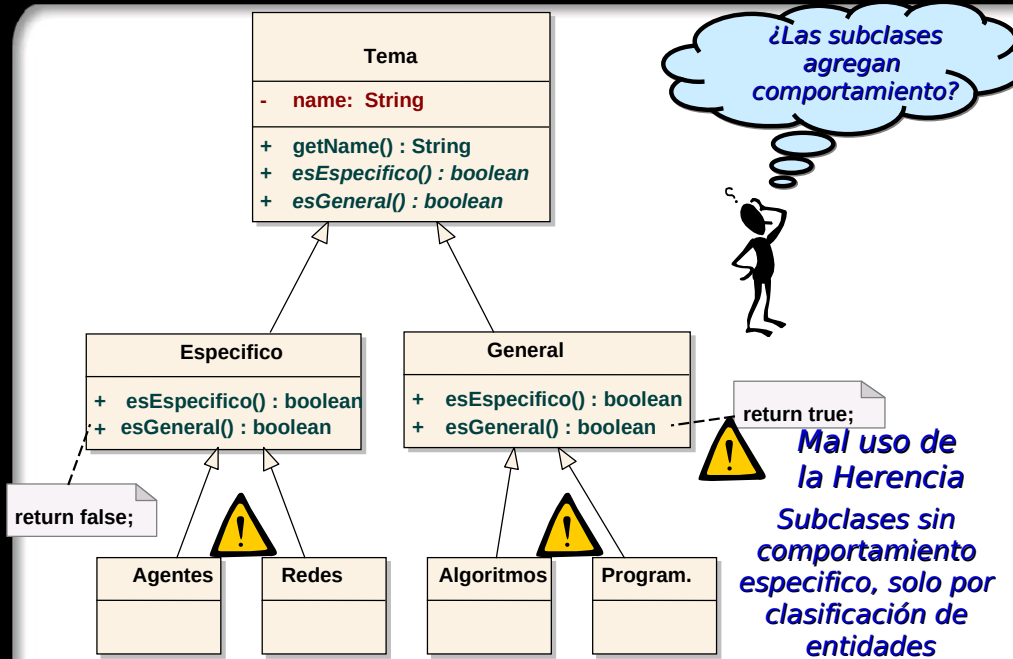 Tema
- name: String
+ getName() : String
+ esEspecifico() : boolean
+ esGeneral() : boolean
¿Las subclases
agregan
comportamiento?
Especifico
+ esEspecifico() : boolean
+ esGeneral() : boolean
return false;
General
+ esEspecifico() : boolean
+ esGeneral() : boolean
return true;
Agentes
Redes
Algoritmos
Program.
Mal uso de
la Herencia
Subclases sin
comportamiento
especifico, solo por
clasificación de
entidades